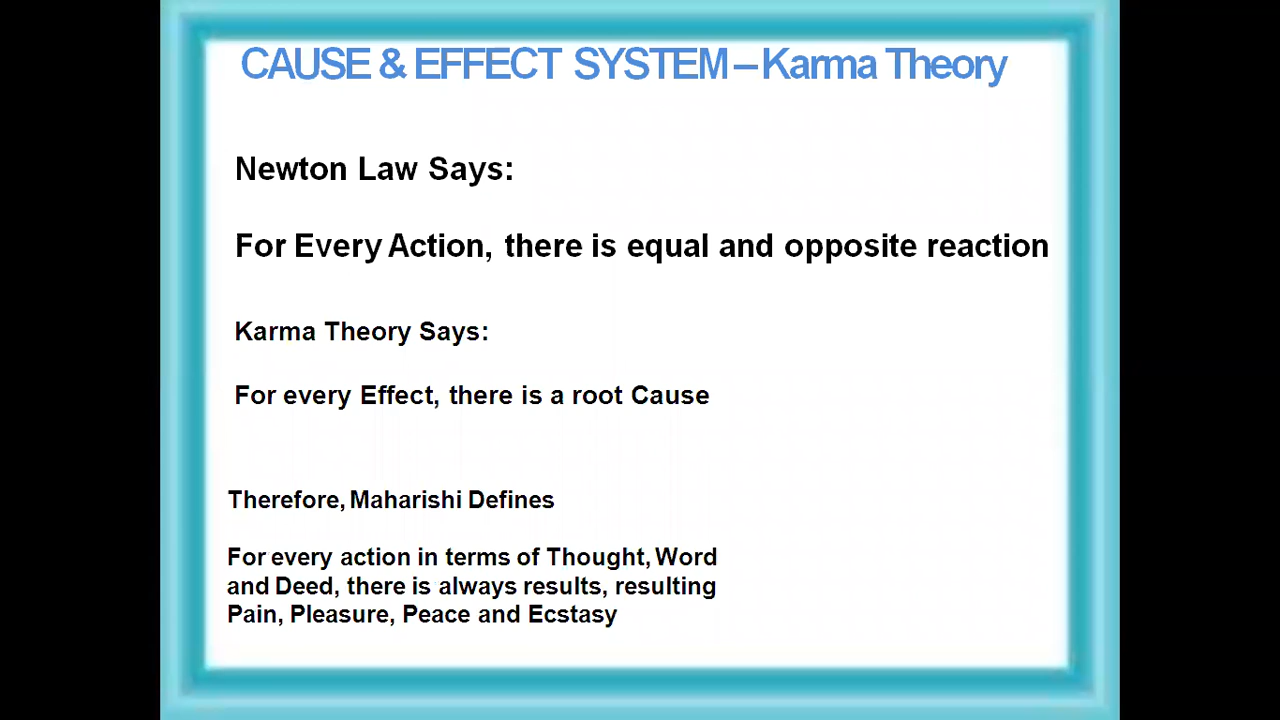 CAUSE & EFFECT SYSTEM – Karma Theory
Newton Law Says:
For Every Action, there is equal and opposite reaction
Karma Theory Says:
For every Effect, there is a root Cause
Therefore, Maharishi Defines
For every action in terms of Thought, Word
and Deed, there is always results, resulting
Pain, Pleasure, Peace and Ecstasy